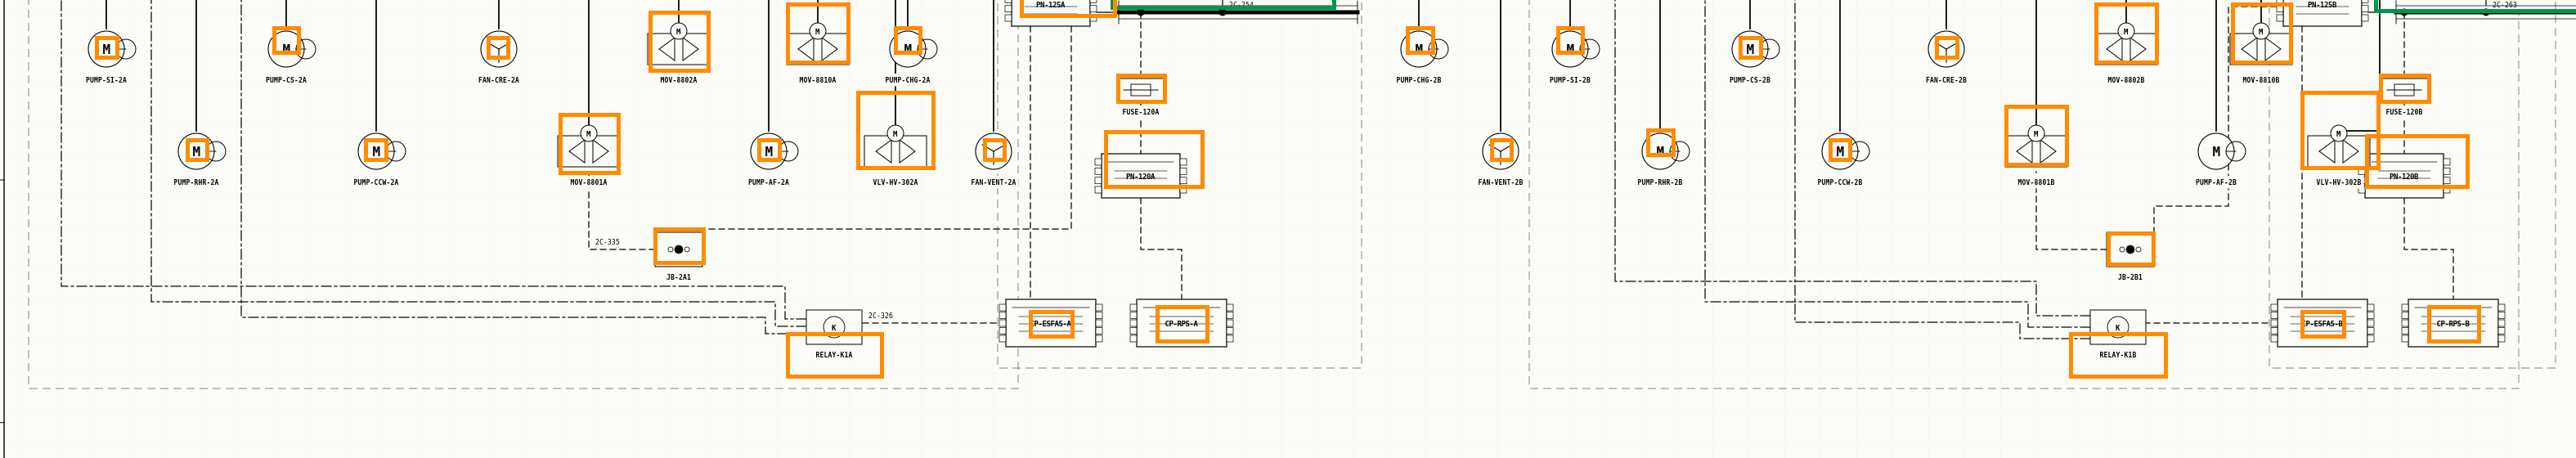 PN-125A
2C-254
PN-125B
2C-263
M
M
M
M
M
M
M
M
M
M
PUMP-SI-2A
PUMP-CS-2A
FAN-CRE-2A
MOV-8802A
MOV-8810A
PUMP-CHG-2A
PUMP-CHG-2B
PUMP-SI-2B
PUMP-CS-2B
FAN-CRE-2B
MOV-8802B
MOV-8810B
FUSE-120A
FUSE-120B
M
M
M
M
M
M
M
M
M
M
PUMP-RHR-2A
PUMP-CCW-2A
MOV-8801A
PUMP-AF-2A
VLV-HV-302A
FAN-VENT-2A
PN-120A
FAN-VENT-2B
PUMP-RHR-2B
PUMP-CCW-2B
MOV-8801B
PUMP-AF-2B
VLV-HV-302B
PN-120B
2C-335
JB-2A1
JB-2B1
2C-326
K
CP-ESFAS-A
CP-RPS-A
K
CP-ESFAS-B
CP-RPS-B
RELAY-K1A
RELAY-K1B